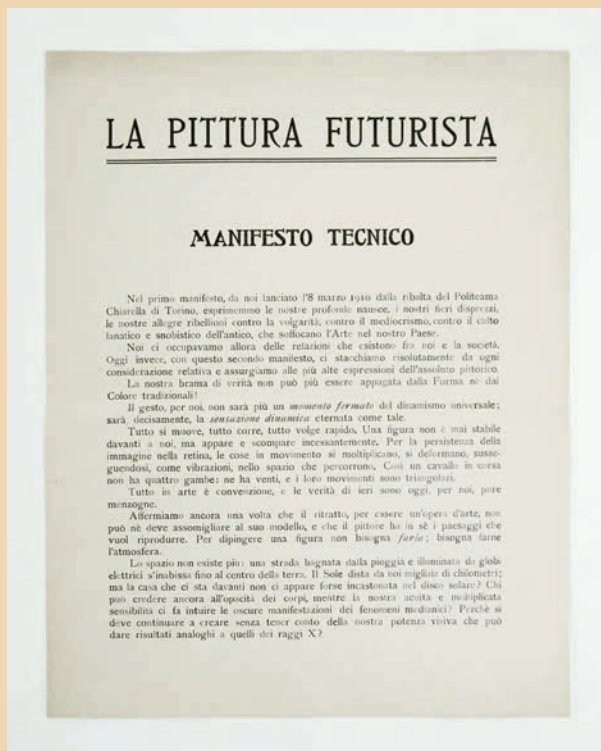 LA PITTURA FUTURISTA
MANIFESTO TECNICO
Nel primo manifesto, da noi lanciato l'8 marzo 1910 dalla ribalta del Politeama
Chiarella di Torino, esprimemmo le nostre profonde nausee, i nostri fieri disprezzi,
le nostre allegre ribellioni contro la volgarità, contro il mediocrismo, contro il culto
fanatico e snobistico dell'antico, che soffocano l'Arte nel nostro Paese.
Noi ci occupavamo allora delle relazioni che esistono fra noi e la società.
Oggi invece, con questo secondo manifesto, ci stacchiamo risolutamente da ogni
considerazione relativa e assurgiamo alle più alte espressioni dell'assoluto pittorico.
La nostra brama di verità non può più essere appagata dalla Forma nè dal
Colore tradizionali!
Il gesto, per noi, non sarà più un momento fermato del dinamismo universale;
sarà, decisamente, la sensazione dinamica eternata come tale.
Tutto si muove, tutto corre, tutto volge rapido. Una figura non è mai stabile
davanti a noi, ma appare e scompare incessantemente. Per la persistenza della
immagine nella retina, le cose in movimento si moltiplicano, si deformano, susse-
guendosi, come vibrazioni, nello spazio che percorrono. Così un cavallo in corsa
non ha quattro gambe: ne ha venti, e i loro movimenti sono triangolari.
Tutto in arte è convenzione, e le verità di ieri sono oggi, per noi, pure
menzogne.
Affermiamo ancora una volta che il ritratto, per essere un'opera d'arte, non
può nè deve assomigliare al suo modello, e che il pittore ha in sè i paesaggi che
vuol riprodurre. Per dipingere una figura non bisogna farla; bisogna farne
l'atmosfera.
Lo spazio non esiste più: una strada bagnata dalla pioggia e illuminata da globi
elettrici s'inabissa fino al centro della terra. Il Sole dista da noi migliaia di chilometri;
ma la casa che ci sta davanti non ci appare forse incastonata nel disco solare? Chi
può credere ancora all'opacità dei corpi, mentre la nostra acuita e moltiplicata
sensibilità ci fa intuire le oscure manifestazioni dei fenomeni medianici? Perchè si
deve continuare a creare senza tener conto della nostra potenza visiva che può
dare risultati analoghi a quelli dei raggi X?